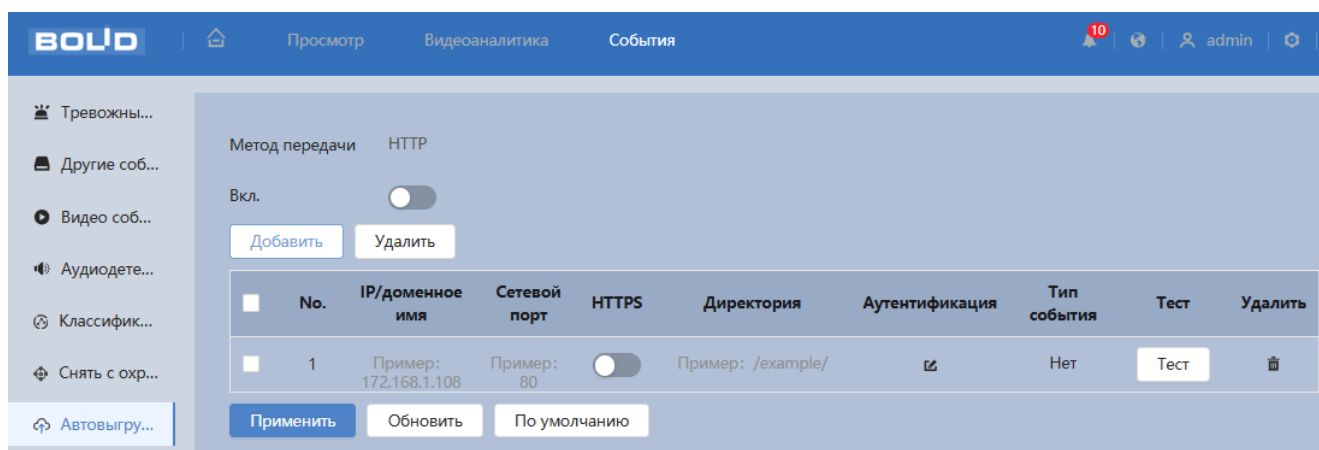 BOLID Просмотр Видеоаналитика События 10 admin
Тревожны...
Другие соб...
Видео соб...
Аудиодете...
Классифик...
Снять с охр...
Автовыгру...
Метод передачи HTTP
Вкл.
Добавить Удалить
No. IP/доменное имя Сетевой порт HTTPS Директория Аутентификация Тип события Тест Удалить
1 Пример: 172.168.1.108 Пример: 80 Пример: /example/ Нет Тест
Применить Обновить По умолчанию